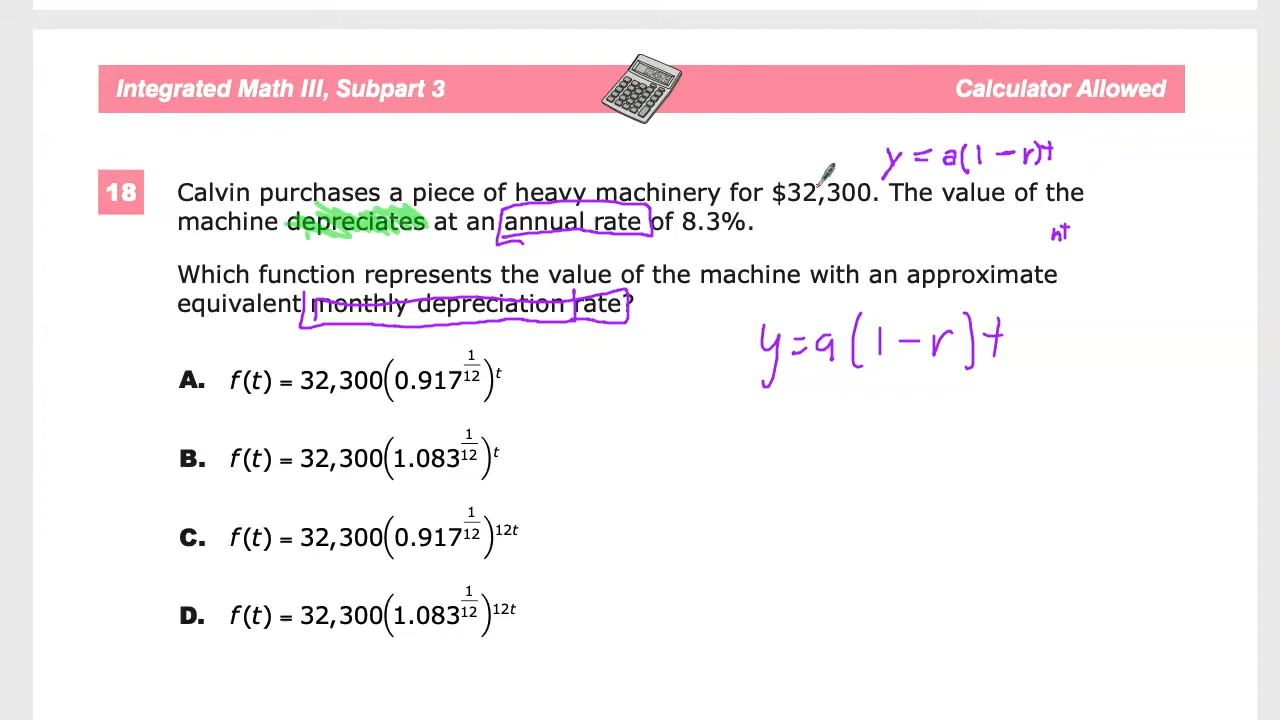 Integrated Math III, Subpart 3
Calculator Allowed
y = a(1 - r)t
18 Calvin purchases a piece of heavy machinery for $32,300. The value of the
machine depreciates at an annual rate of 8.3%.
nt
Which function represents the value of the machine with an approximate
equivalent monthly depreciation rate?
y = a(1 - r)t
A. f(t) = 32,300(0.917^(1/12))^t
B. f(t) = 32,300(1.083^(1/12))^t
C. f(t) = 32,300(0.917^(1/12))^12t
D. f(t) = 32,300(1.083^(1/12))^12t